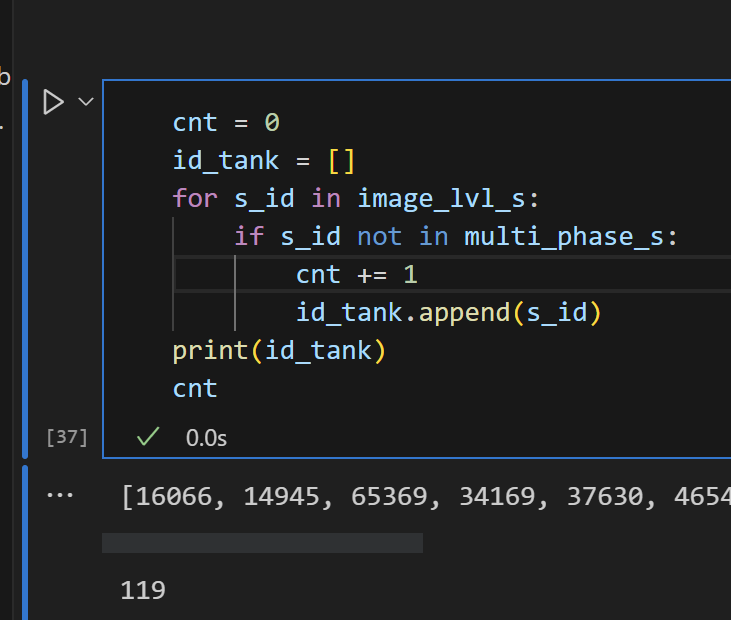 b
cnt = 0
id_tank = []
for s_id in image_lvl_s:
if s_id not in multi_phase_s:
cnt += 1
id_tank.append(s_id)
print(id_tank)
cnt
[37]
0.0s
... [16066, 14945, 65369, 34169, 37630, 4654
119